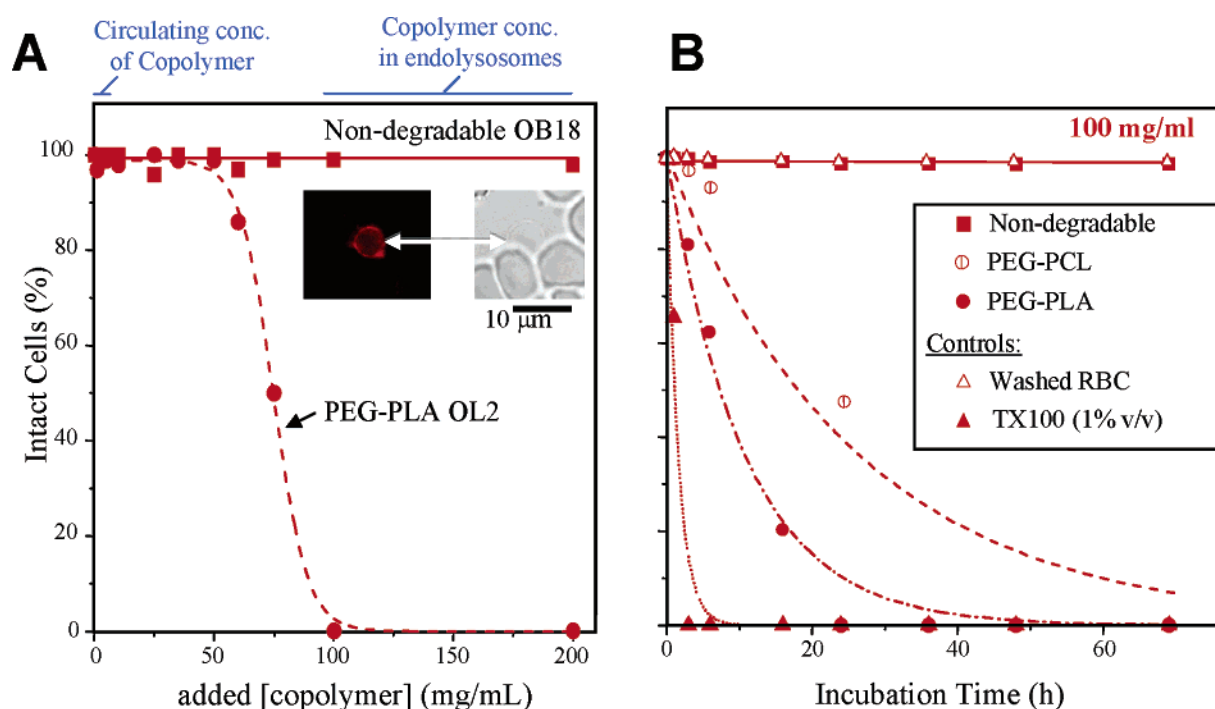 A
Circulating conc.
of Copolymer
Copolymer conc.
in endolysosomes
Non-degradable OB18
10 μm
PEG-PLA OL2
Intact Cells (%)
100
80
60
40
20
0
0
50
100
150
200
added [copolymer] (mg/mL)
B
100 mg/ml
Non-degradable
PEG-PCL
PEG-PLA
Controls:
Washed RBC
TX100 (1% v/v)
0
20
40
60
Incubation Time (h)